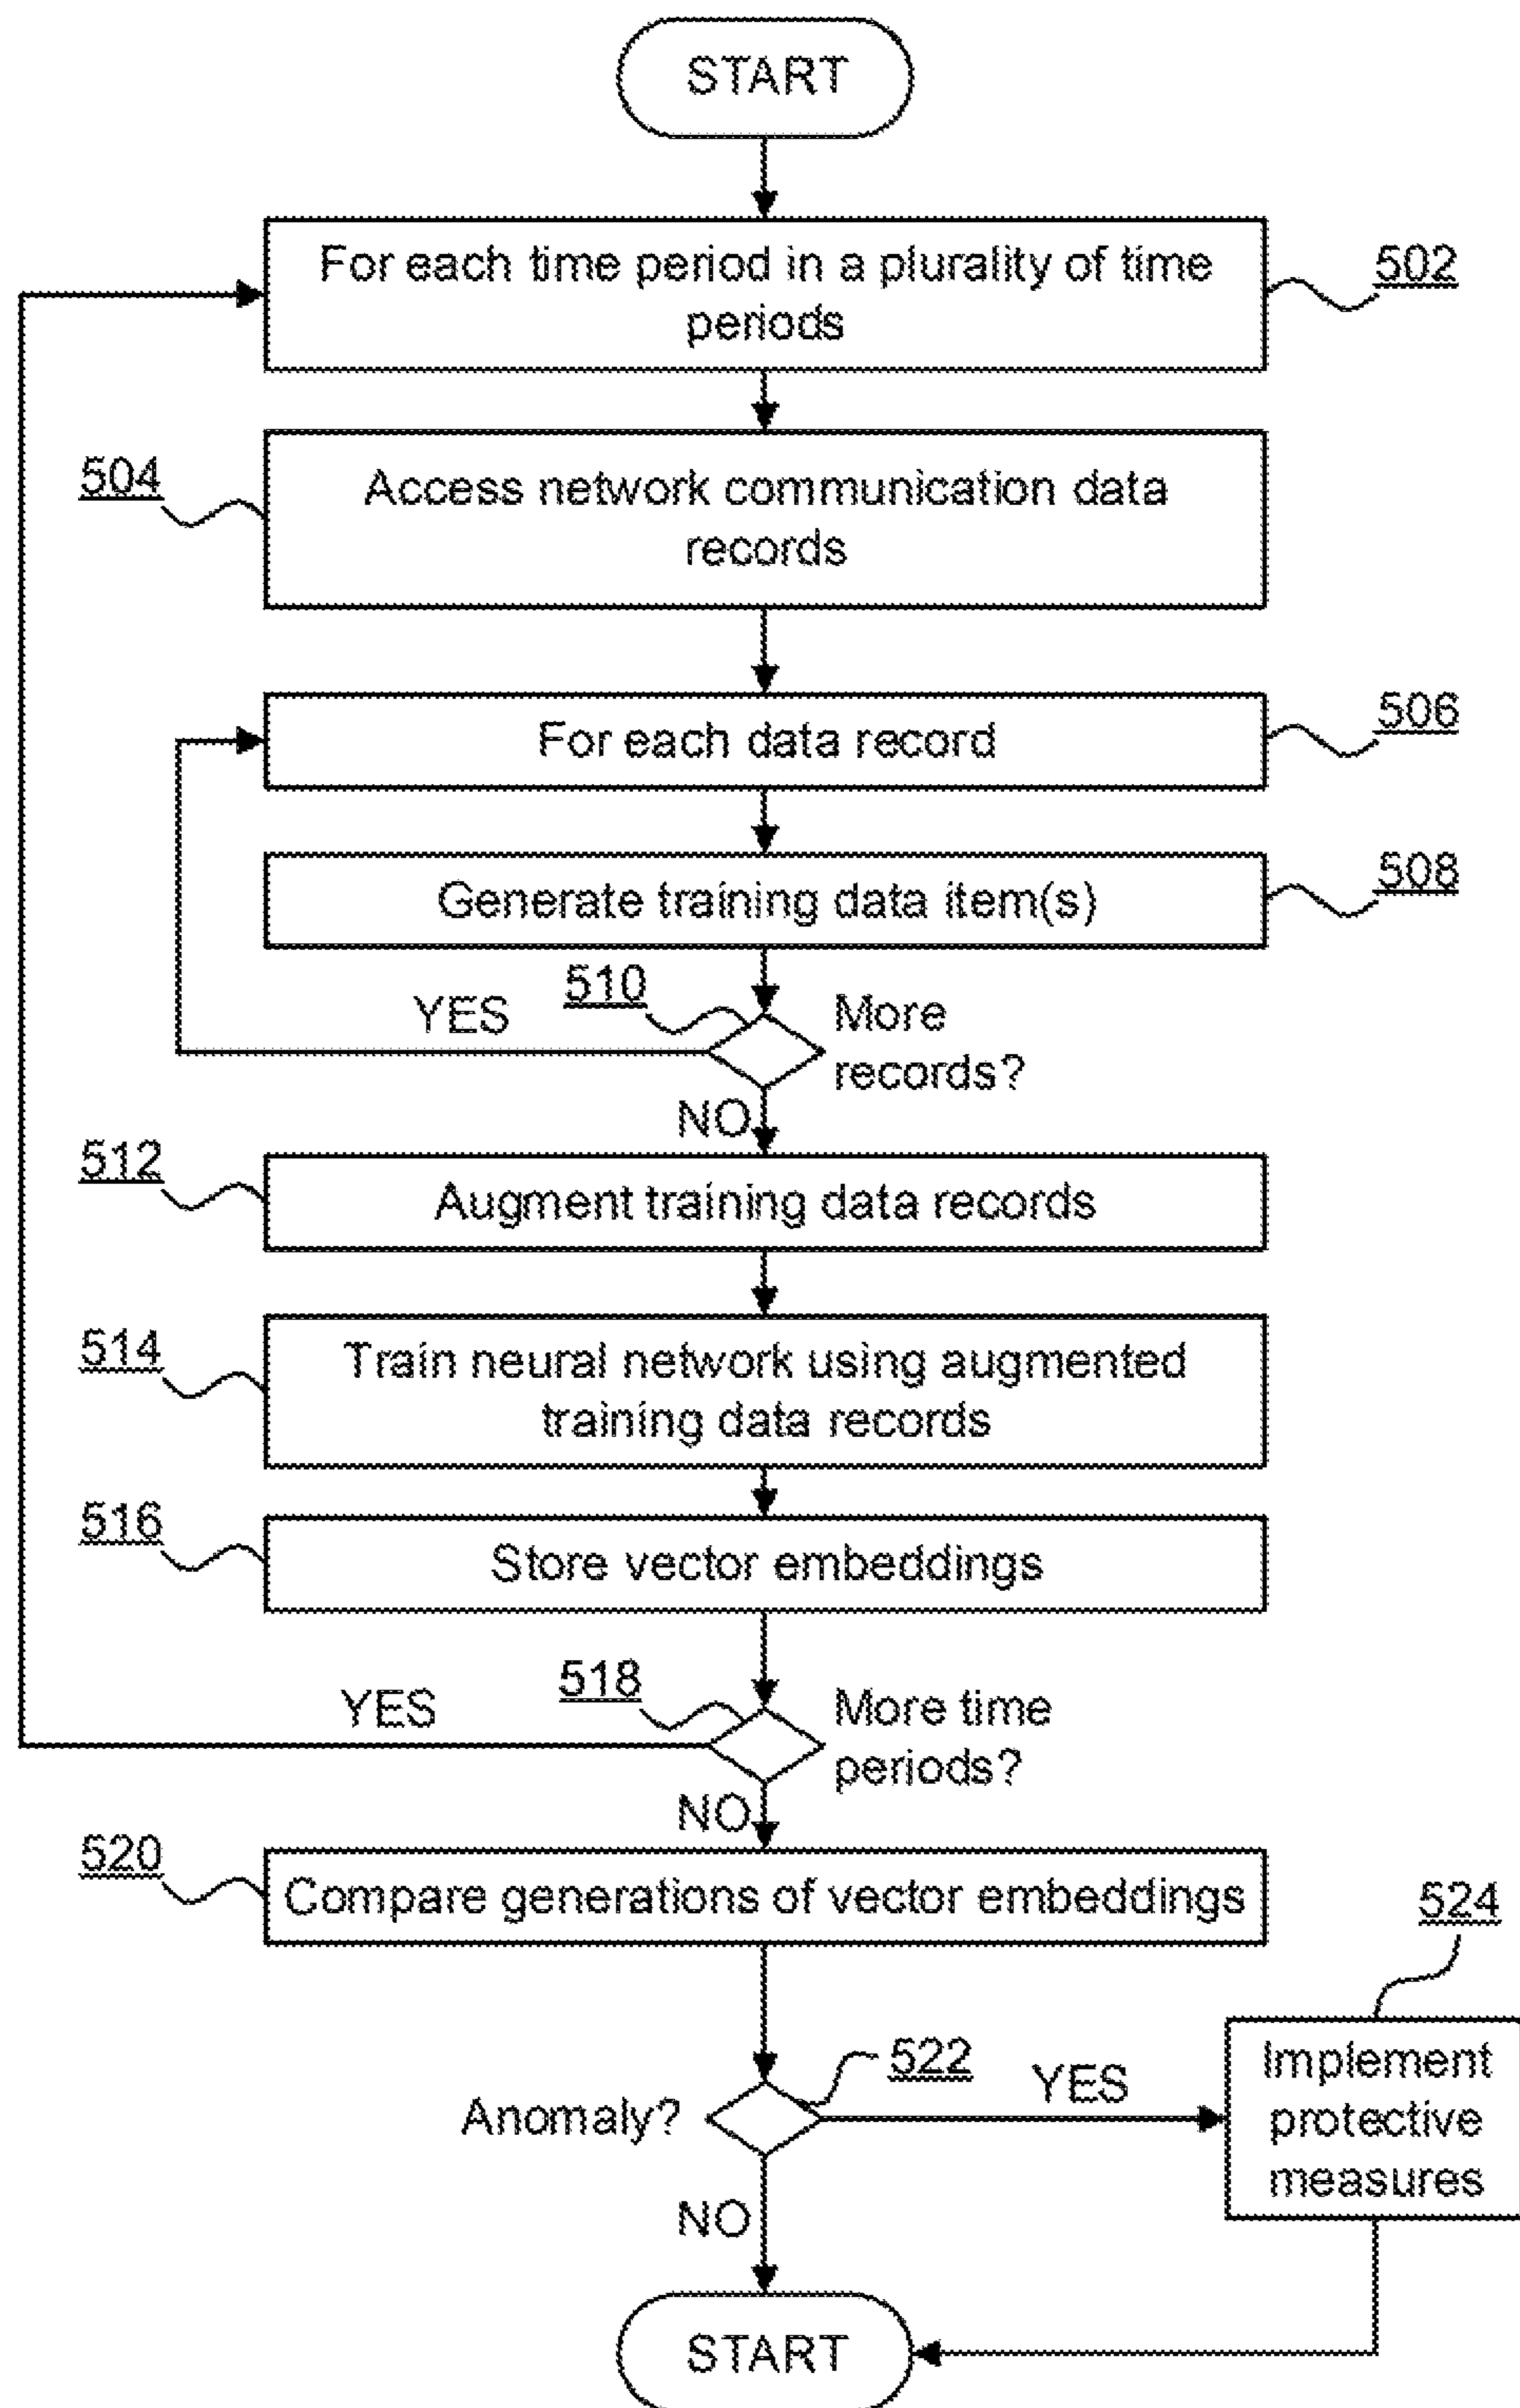 START
For each time period in a plurality of time
periods
502
504
Access network communication data
records
For each data record
506
Generate training data item(s)
508
510
YES
More
records?
NO
512
Augment training data records
514
Train neural network using augmented
training data records
516
Store vector embeddings
518
YES
More time
periods?
NO
520
Compare generations of vector embeddings
524
522
Anomaly?
YES
Implement
protective
measures
NO
START